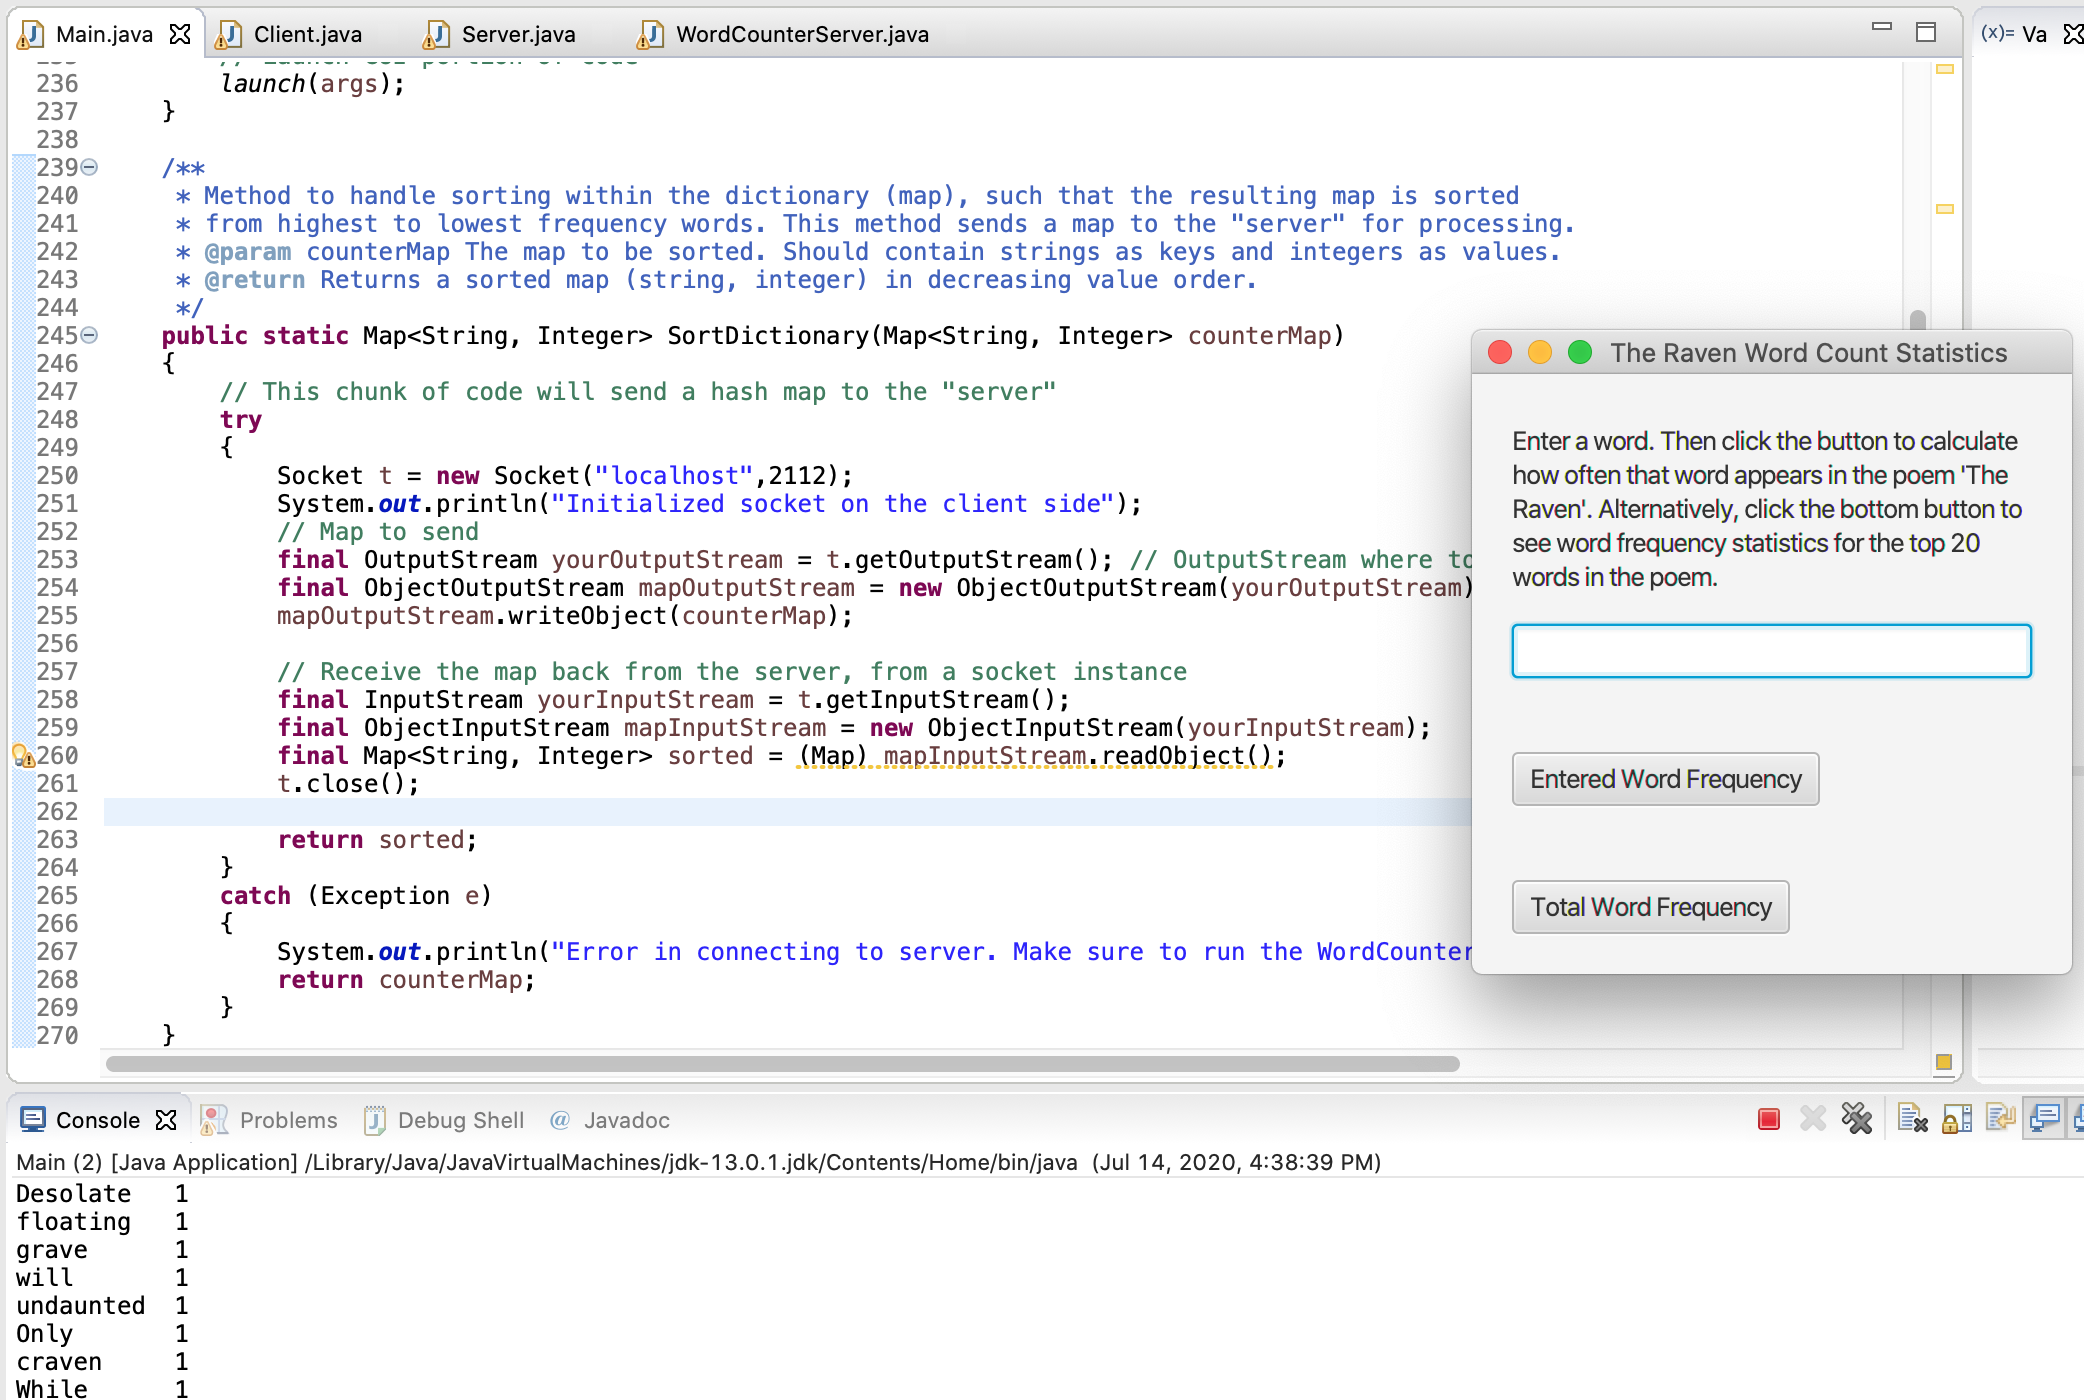 Main.java
Client.java
Server.java
WordCounterServer.java
(x)= Va
236 launch(args);
237 }
238
239 /**
240 * Method to handle sorting within the dictionary (map), such that the resulting map is sorted
241 * from highest to lowest frequency words. This method sends a map to the "server" for processing.
242 * @param counterMap The map to be sorted. Should contain strings as keys and integers as values.
243 * @return Returns a sorted map (string, integer) in decreasing value order.
244 */
245 public static Map<String, Integer> SortDictionary(Map<String, Integer> counterMap)
246 {
247 // This chunk of code will send a hash map to the "server"
248 try
249 {
250 Socket t = new Socket("localhost",2112);
251 System.out.println("Initialized socket on the client side");
252 // Map to send
253 final OutputStream yourOutputStream = t.getOutputStream(); // OutputStream where to
254 final ObjectOutputStream mapOutputStream = new ObjectOutputStream(yourOutputStream)
255 mapOutputStream.writeObject(counterMap);
256
257 // Receive the map back from the server, from a socket instance
258 final InputStream yourInputStream = t.getInputStream();
259 final ObjectInputStream mapInputStream = new ObjectInputStream(yourInputStream);
260 final Map<String, Integer> sorted = (Map) mapInputStream.readObject();
261 t.close();
262
263 return sorted;
264 }
265 catch (Exception e)
266 {
267 System.out.println("Error in connecting to server. Make sure to run the WordCounter
268 return counterMap;
269 }
270 }
The Raven Word Count Statistics
Enter a word. Then click the button to calculate
how often that word appears in the poem 'The
Raven'. Alternatively, click the bottom button to
see word frequency statistics for the top 20
words in the poem.
Entered Word Frequency
Total Word Frequency
Console
Problems
Debug Shell
@ Javadoc
Main (2) [Java Application] /Library/Java/JavaVirtualMachines/jdk-13.0.1.jdk/Contents/Home/bin/java (Jul 14, 2020, 4:38:39 PM)
Desolate 1
floating 1
grave 1
will 1
undaunted 1
Only 1
craven 1
While 1